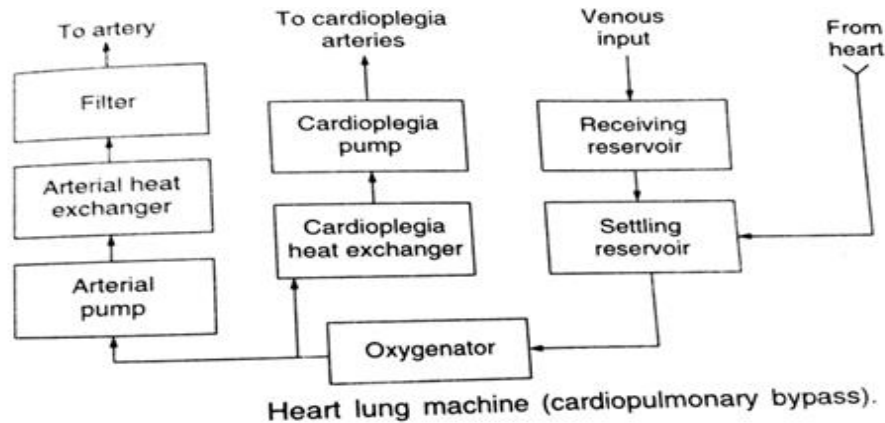 To artery
Filter
Arterial heat
exchanger
Arterial
pump
To cardioplegia
arteries
Cardioplegia
pump
Cardioplegia
heat exchanger
Venous
input
Receiving
reservoir
Settling
reservoir
From
heart
Oxygenator
Heart lung machine (cardiopulmonary bypass).